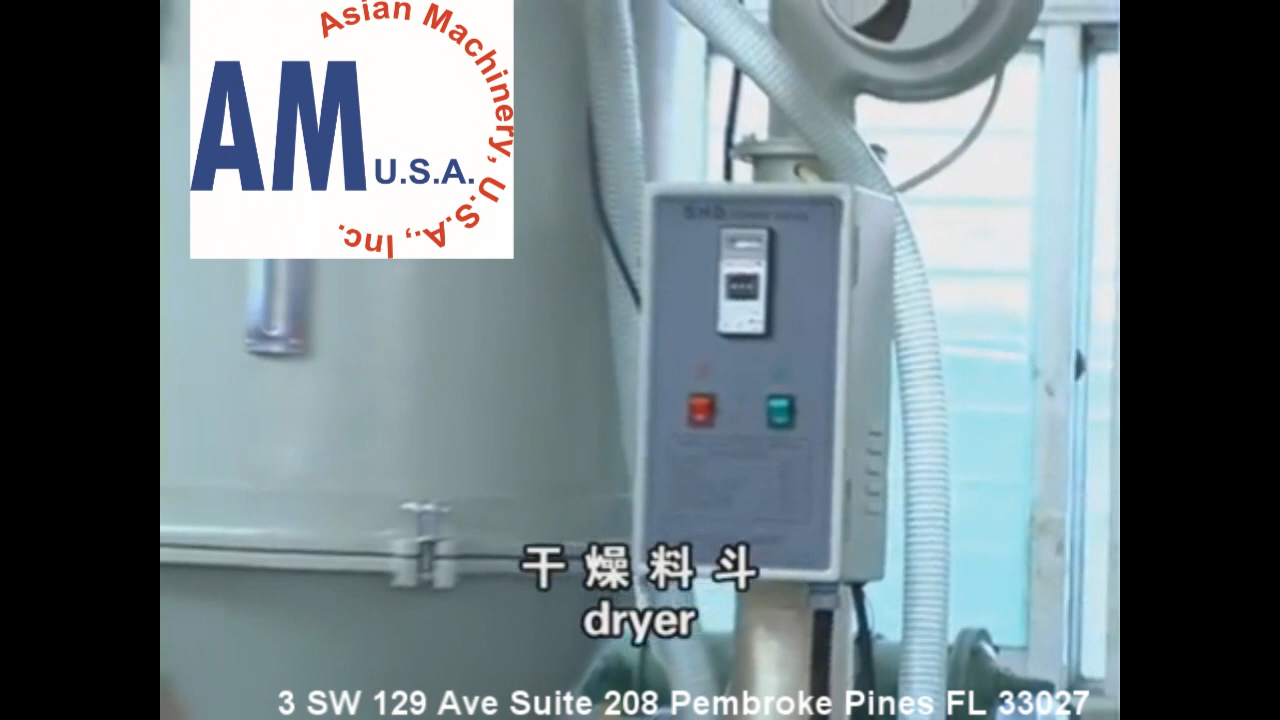 Asian Machinery, U.S.A., Inc.
AM U.S.A.
干燥料斗
dryer
3 SW 129 Ave Suite 208 Pembroke Pines FL 33027